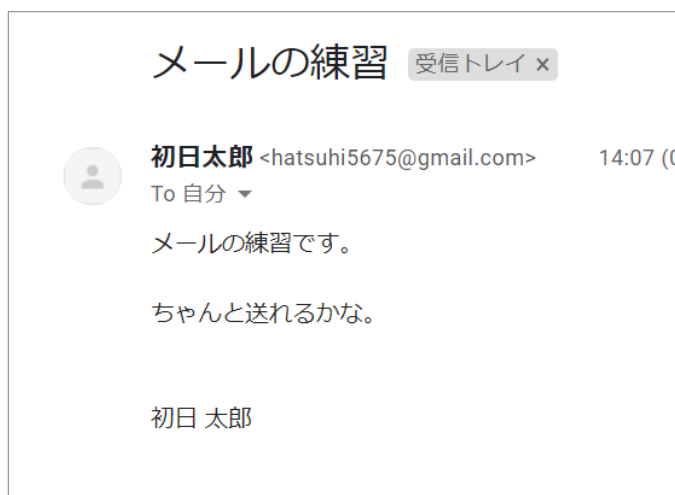 メールの練習 受信トレイ ×
初日太郎 <hatsuhi5675@gmail.com> 14:07 (
To 自分
メールの練習です。
ちゃんと送れるかな。
初日 太郎